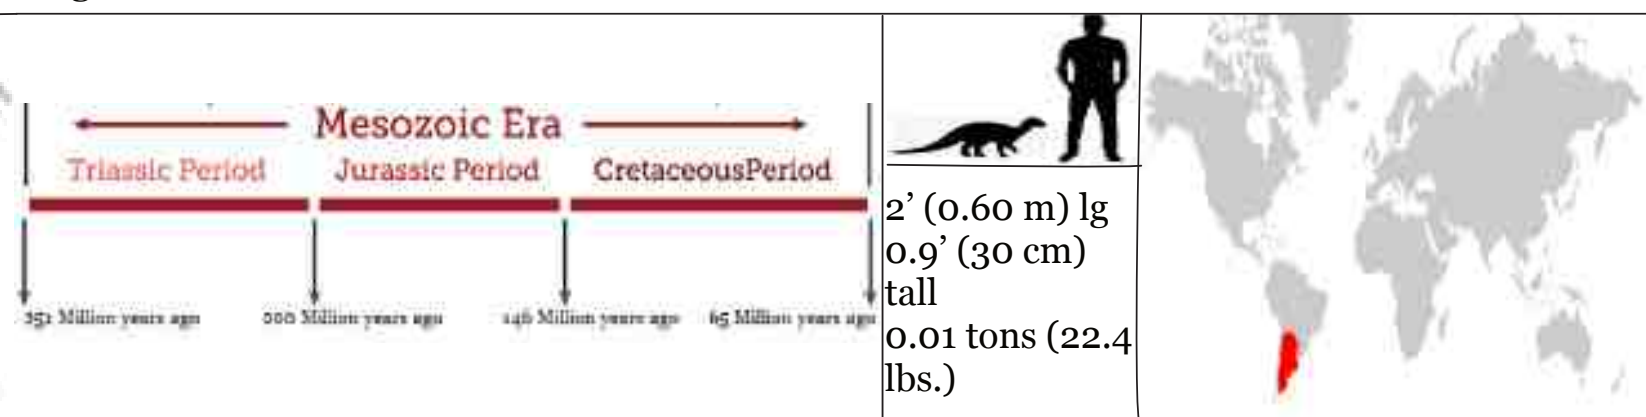 Mesozoic Era
Triassic Period Jurassic Period CretaceousPeriod
251 Million years ago 200 Million years ago 146 Million years ago 65 Million years ago
2’ (0.60 m) lg
0.9’ (30 cm)
tall
0.01 tons (22.4
lbs.)